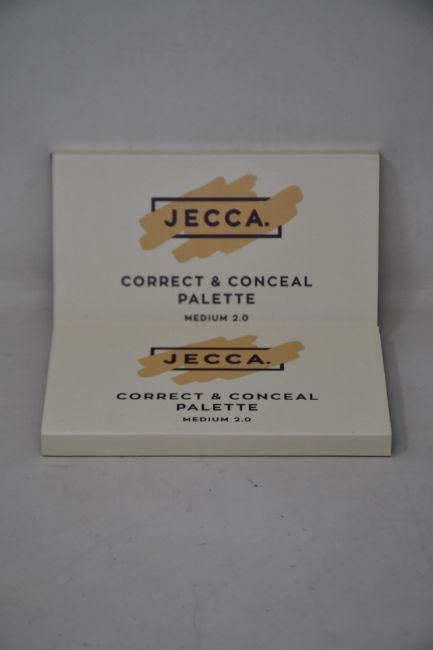 JECCA.
CORRECT & CONCEAL
PALETTE
MEDIUM 2.0
JECCA.
CORRECT & CONCEAL
PALETTE
MEDIUM 2.0